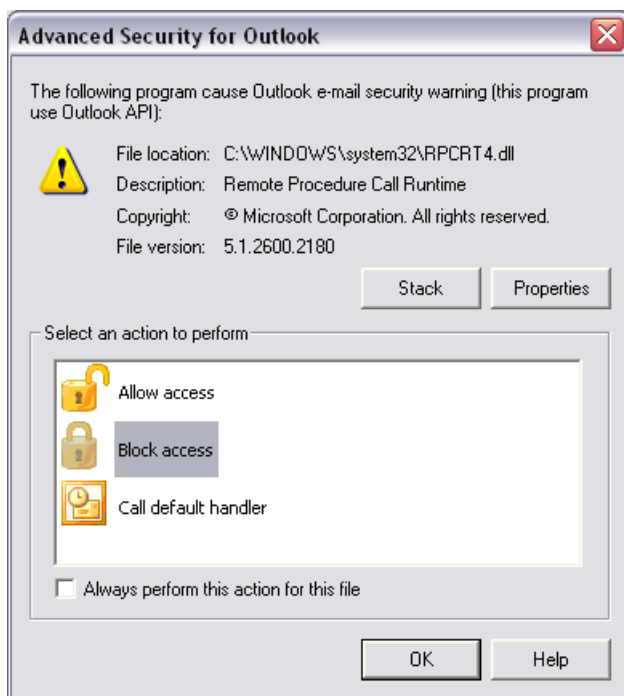 Advanced Security for Outlook
The following program cause Outlook e-mail security warning (this program
use Outlook API):
File location: C:\WINDOWS\system32\RPCRT4.dll
Description: Remote Procedure Call Runtime
Copyright: © Microsoft Corporation. All rights reserved.
File version: 5.1.2600.2180
Stack Properties
Select an action to perform
Allow access
Block access
Call default handler
Always perform this action for this file
OK Help